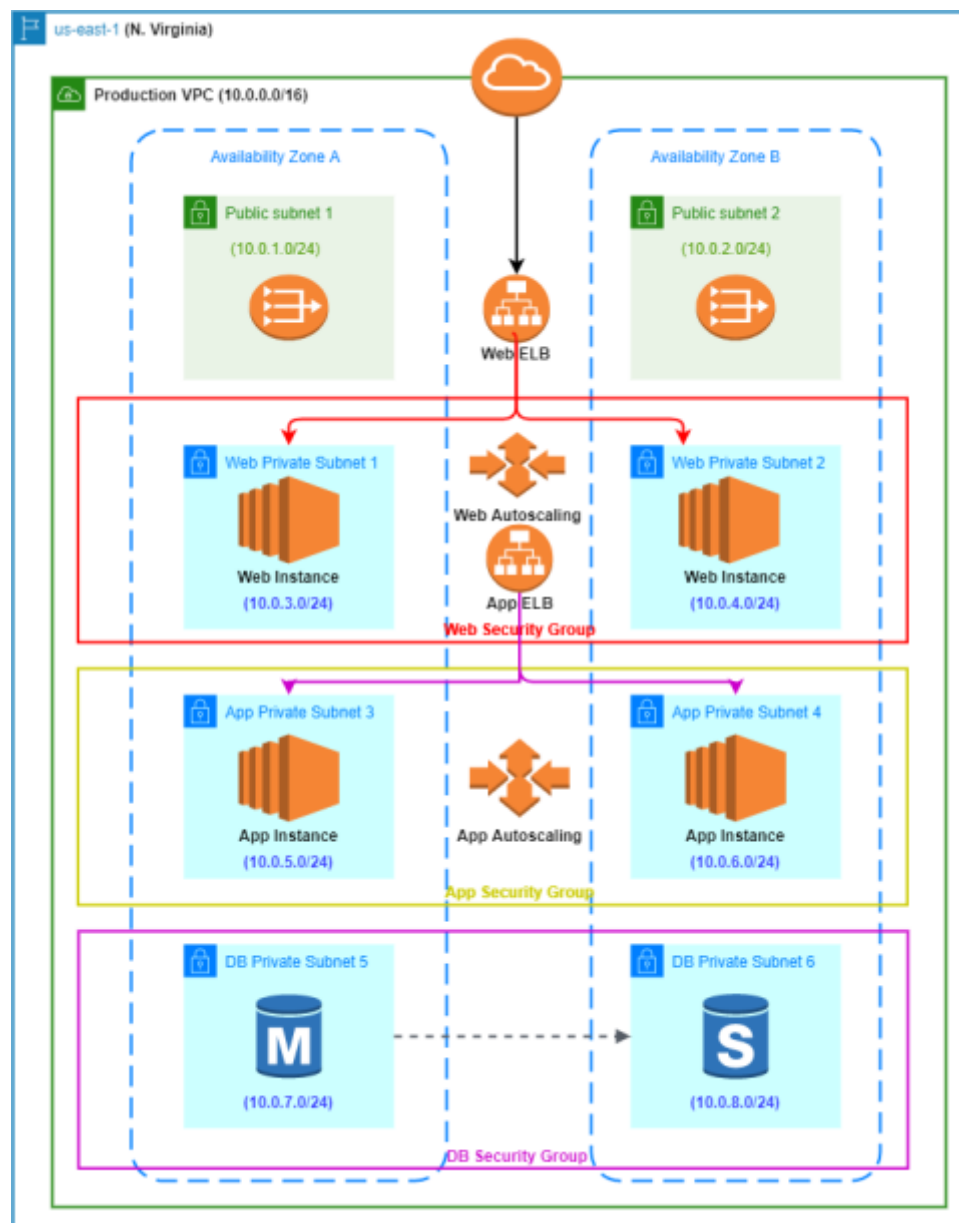 us-east-1 (N. Virginia)
Production VPC (10.0.0.0/16)
Availability Zone A
Availability Zone B
Public subnet 1
(10.0.1.0/24)
Public subnet 2
(10.0.2.0/24)
Web ELB
Web Private Subnet 1
Web Private Subnet 2
Web Autoscaling
Web Instance
(10.0.3.0/24)
App ELB
Web Instance
(10.0.4.0/24)
Web Security Group
App Private Subnet 3
App Private Subnet 4
App Instance
(10.0.5.0/24)
App Autoscaling
App Instance
(10.0.6.0/24)
App Security Group
DB Private Subnet 5
DB Private Subnet 6
M
S
(10.0.7.0/24)
(10.0.8.0/24)
DB Security Group